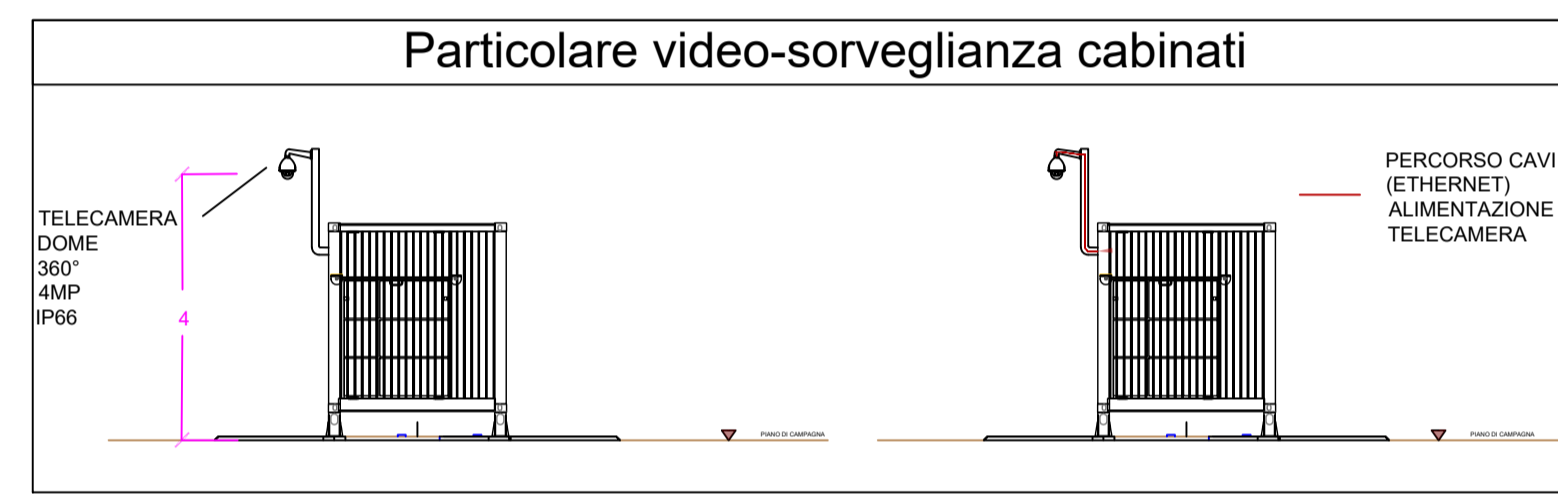 Particolare video-sorveglianza cabinati
TELECAMERA
DOME
360°
4MP
IP66
4
PIANO DI CAMPAGNA
PERCORSO CAVI
(ETHERNET)
ALIMENTAZIONE
TELECAMERA
PIANO DI CAMPAGNA